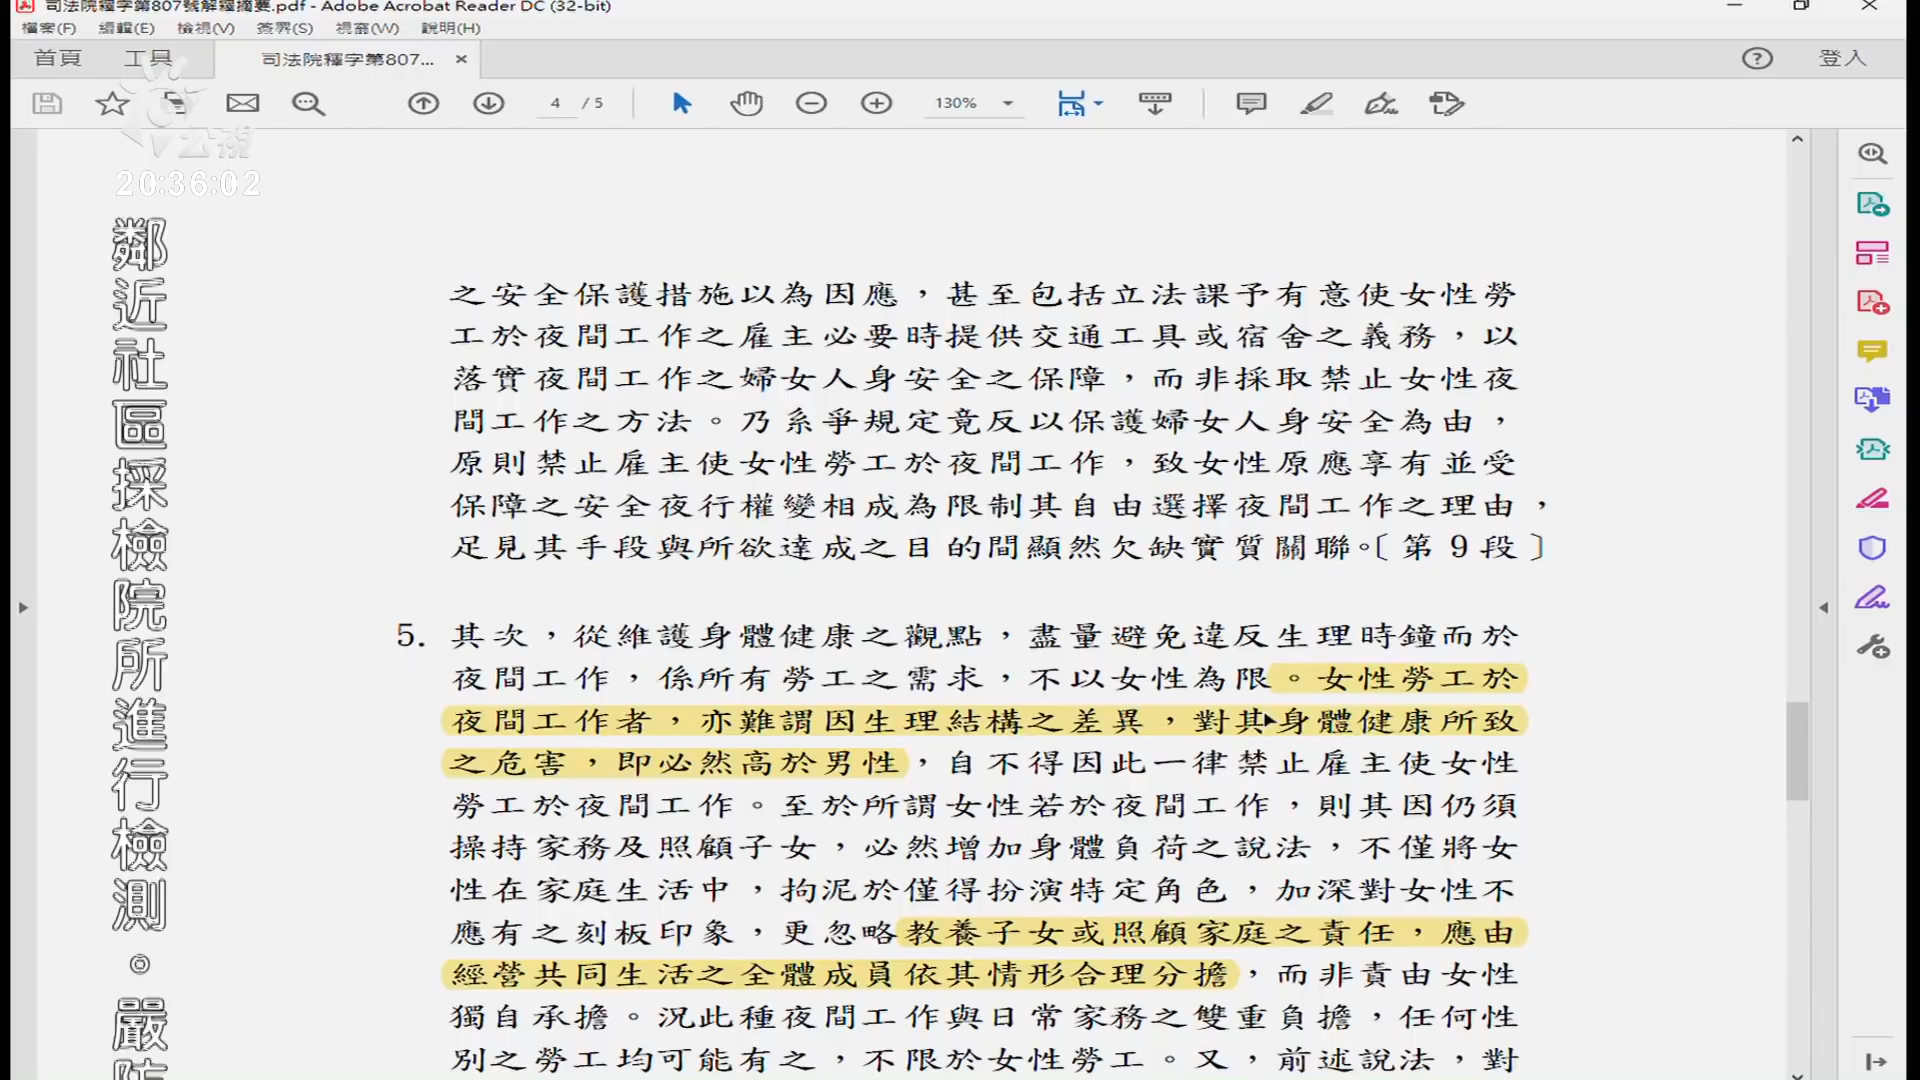 司法院釋字第807號解釋摘要.pdf - Adobe Acrobat Reader DC (32-bit)
檔案(F) 編輯(E) 檢視(V) 簽署(S) 視窗(W) 說明(H)
首頁 工具 司法院釋字第807... × 登入
4 / 5 130%
公視
20:36:02
鄰近社區採檢院所進行檢測。嚴防
之安全保護措施以為因應，甚至包括立法課予有意使女性勞
工於夜間工作之雇主必要時提供交通工具或宿舍之義務，以
落實夜間工作之婦女人身安全之保障，而非採取禁止女性夜
間工作之方法。乃系爭規定竟反以保護婦女人身安全為由，
原則禁止雇主使女性勞工於夜間工作，致女性原應享有並受
保障之安全夜行權變相成為限制其自由選擇夜間工作之理由，
足見其手段與所欲達成之目的間顯然欠缺實質關聯。〔第 9 段〕
5. 其次，從維護身體健康之觀點，盡量避免違反生理時鐘而於
夜間工作，係所有勞工之需求，不以女性為限。女性勞工於
夜間工作者，亦難謂因生理結構之差異，對其身體健康所致
之危害，即必然高於男性，自不得因此一律禁止雇主使女性
勞工於夜間工作。至於所謂女性若於夜間工作，則其因仍須
操持家務及照顧子女，必然增加身體負荷之說法，不僅將女
性在家庭生活中，拘泥於僅得扮演特定角色，加深對女性不
應有之刻板印象，更忽略教養子女或照顧家庭之責任，應由
經營共同生活之全體成員依其情形合理分擔，而非責由女性
獨自承擔。況此種夜間工作與日常家務之雙重負擔，任何性
別之勞工均可能有之，不限於女性勞工。又，前述說法，對